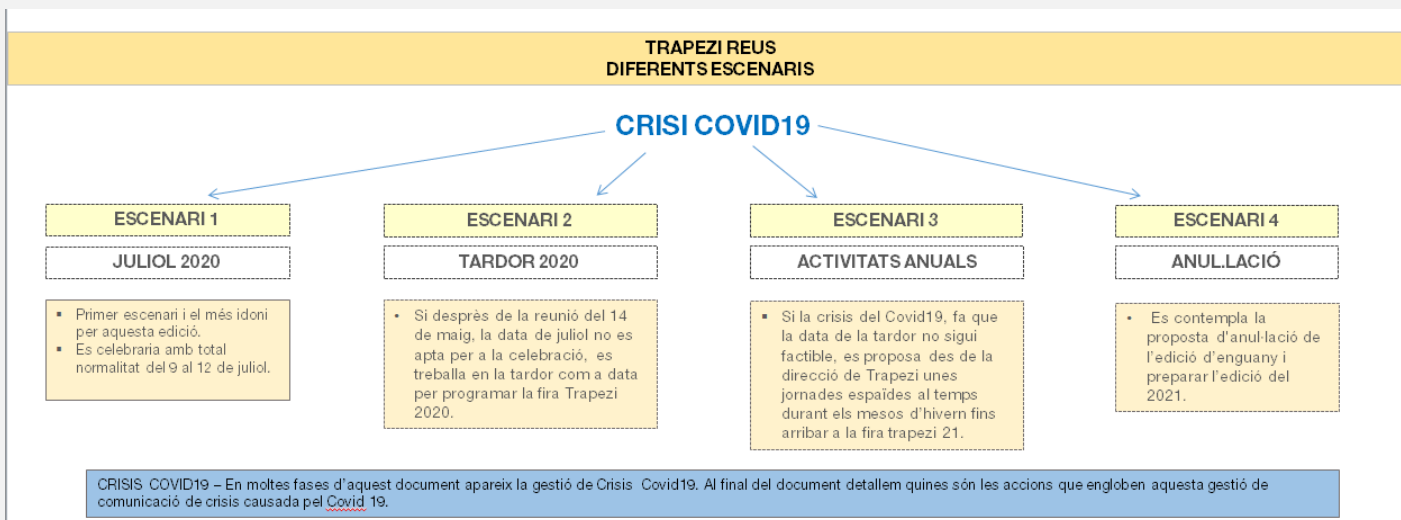 TRAPEZI REUS
DIFERENTS ESCENARIS
CRISI COVID19
ESCENARI 1
JULIOL 2020
▪ Primer escenari i el més idoni
per aquesta edició.
▪ Es celebraria amb total
normalitat del 9 al 12 de juliol.
ESCENARI 2
TARDOR 2020
• Si desprès de la reunió del 14
de maig, la data de juliol no es
apta per a la celebració, es
treballa en la tardor com a data
per programar la fira Trapezi
2020.
ESCENARI 3
ACTIVITATS ANUALS
▪ Si la crisis del Covid19, fa que
la data de la tardor no sigui
factible, es proposa des de la
direcció de Trapezi unes
jornades espaïdes al temps
durant els mesos d'hivern fins
arribar a la fira trapezi 21.
ESCENARI 4
ANUL.LACIÓ
• Es contempla la
proposta d'anul·lació de
l'edició d'enguany i
preparar l'edició del
2021.
CRISIS COVID19 – En moltes fases d'aquest document apareix la gestió de Crisis Covid19. Al final del document detallem quines són les accions que engloben aquesta gestió de
comunicació de crisis causada pel Covid 19.